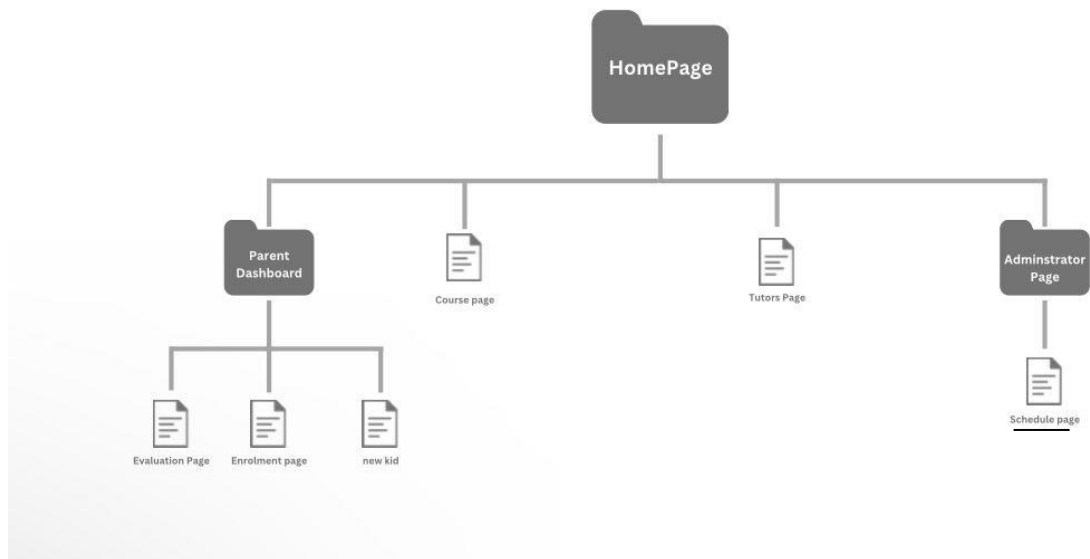 HomePage
Parent
Dashboard
Course page
Tutors Page
Adminstrator
Page
Evaluation Page
Enrolment page
new kid
Schedule page